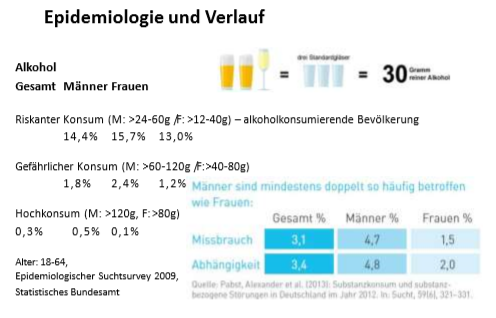 Epidemiologie und Verlauf
Alkohol
Gesamt Männer Frauen
drei Standardgläser
= = 30 Gramm reiner Alkohol
Riskanter Konsum (M: >24-60g /F: >12-40g) – alkoholkonsumierende Bevölkerung
14,4% 15,7% 13,0%
Gefährlicher Konsum (M: >60-120g /F:>40-80g)
1,8% 2,4% 1,2%
Hochkonsum (M: >120g, F:>80g)
0,3% 0,5% 0,1%
Alter: 18-64,
Epidemiologischer Suchtsurvey 2009,
Statistisches Bundesamt
Männer sind mindestens doppelt so häufig betroffen
wie Frauen:
Gesamt % Männer % Frauen %
Missbrauch 3,1 4,7 1,5
Abhängigkeit 3,4 4,8 2,0
Quelle: Pabst, Alexander et al. (2013): Substanzkonsum und substanz-
bezogene Störungen in Deutschland im Jahr 2012. In: Sucht, 59(6), 321–331.